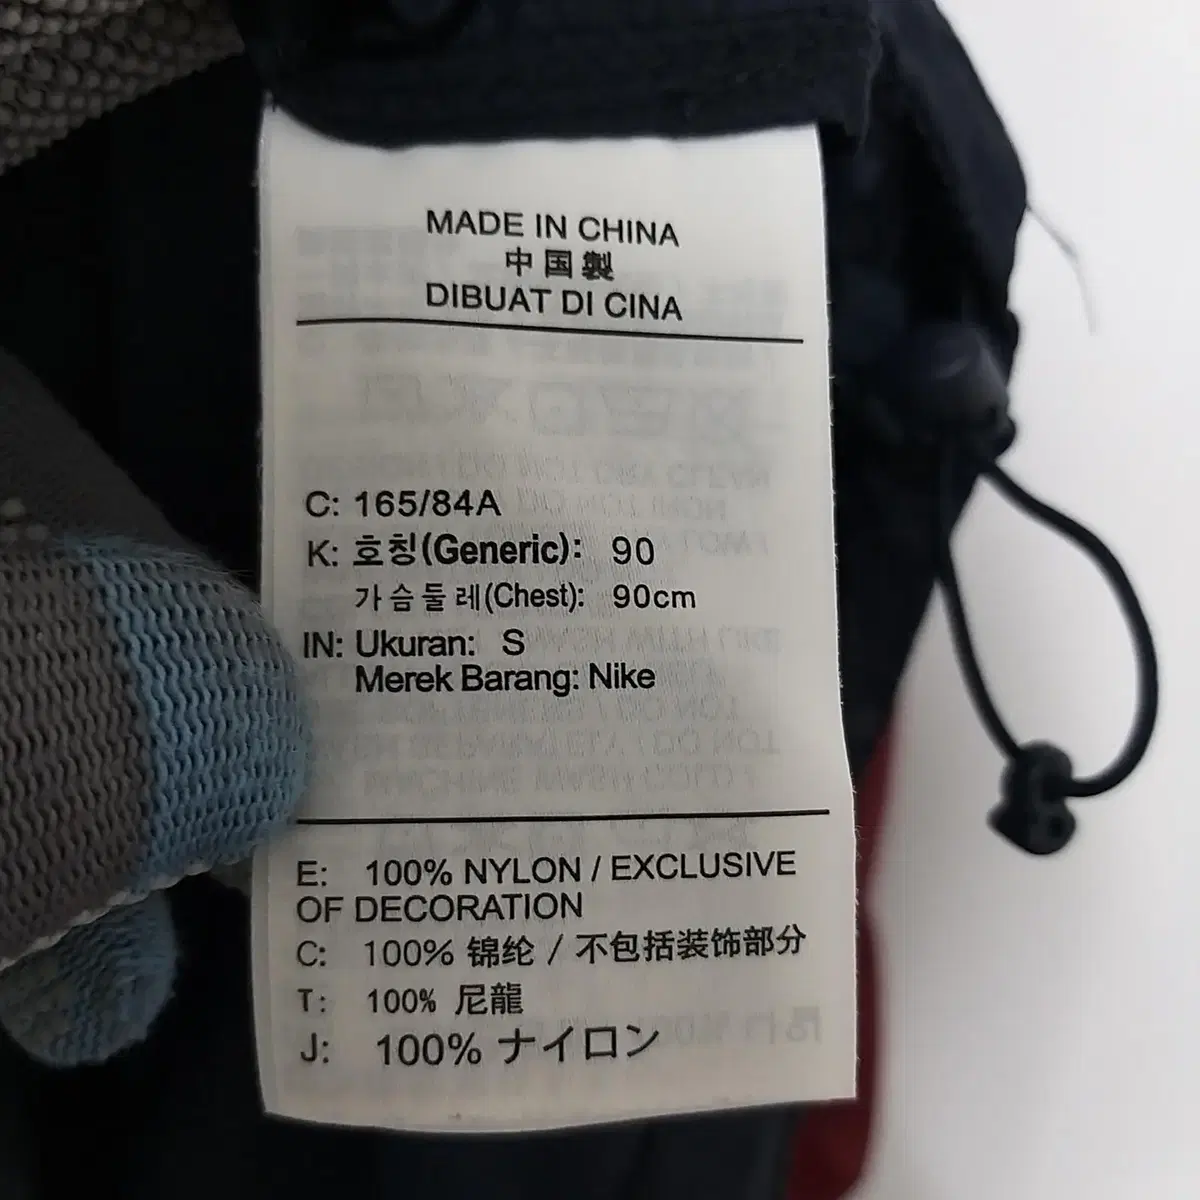 MADE IN CHINA
中国製
DIBUAT DI CINA
C: 165/84A
K: 호칭(Generic): 90
가슴둘레(Chest): 90cm
IN: Ukuran: S
Merek Barang: Nike
E: 100% NYLON / EXCLUSIVE
OF DECORATION
C: 100% 锦纶 / 不包括装饰部分
T: 100% 尼龍
J: 100% ナイロン